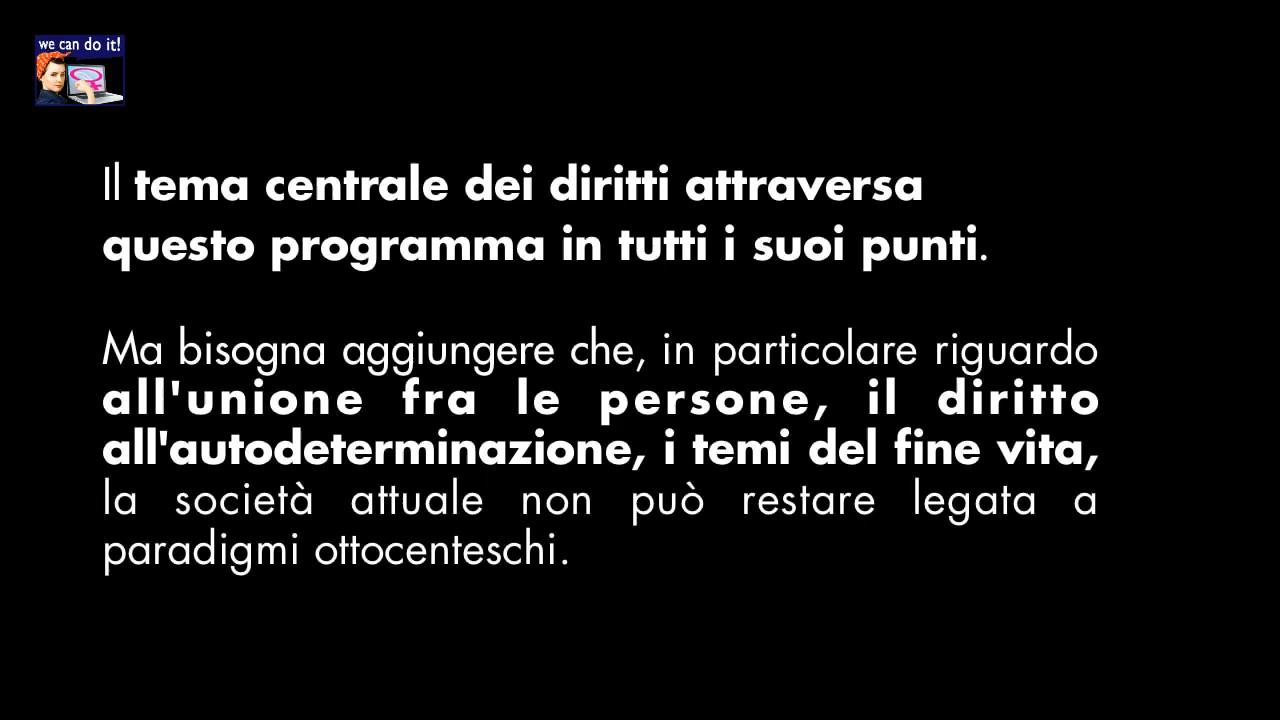 we can do it!
Il tema centrale dei diritti attraversa
questo programma in tutti i suoi punti.
Ma bisogna aggiungere che, in particolare riguardo
all'unione fra le persone, il diritto
all'autodeterminazione, i temi del fine vita,
la società attuale non può restare legata a
paradigmi ottocenteschi.